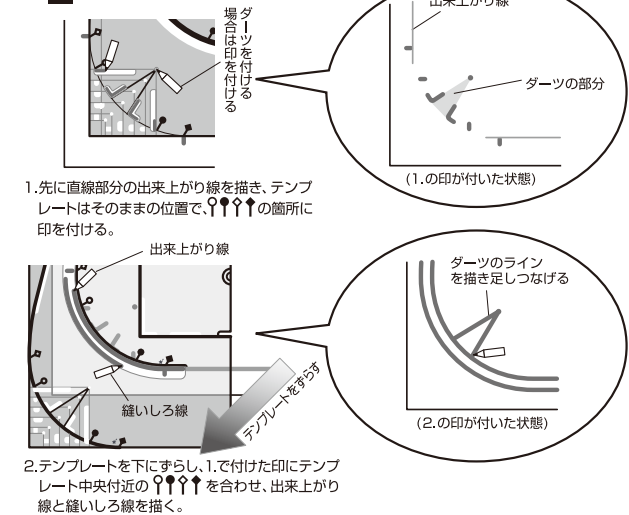 出来上がり線
ダーツを付ける
場合は印を付ける
ダーツの部分
(1.の印が付いた状態)
1.先に直線部分の出来上がり線を描き、テンプ
レートはそのままの位置で、の箇所に
印を付ける。
出来上がり線
ダーツのライン
を描き足しつなげる
テンプレートをずらす
縫いしろ線
(2.の印が付いた状態)
2.テンプレートを下にずらし、1.で付けた印にテンプ
レート中央付近の を合わせ、出来上がり
線と縫いしろ線を描く。